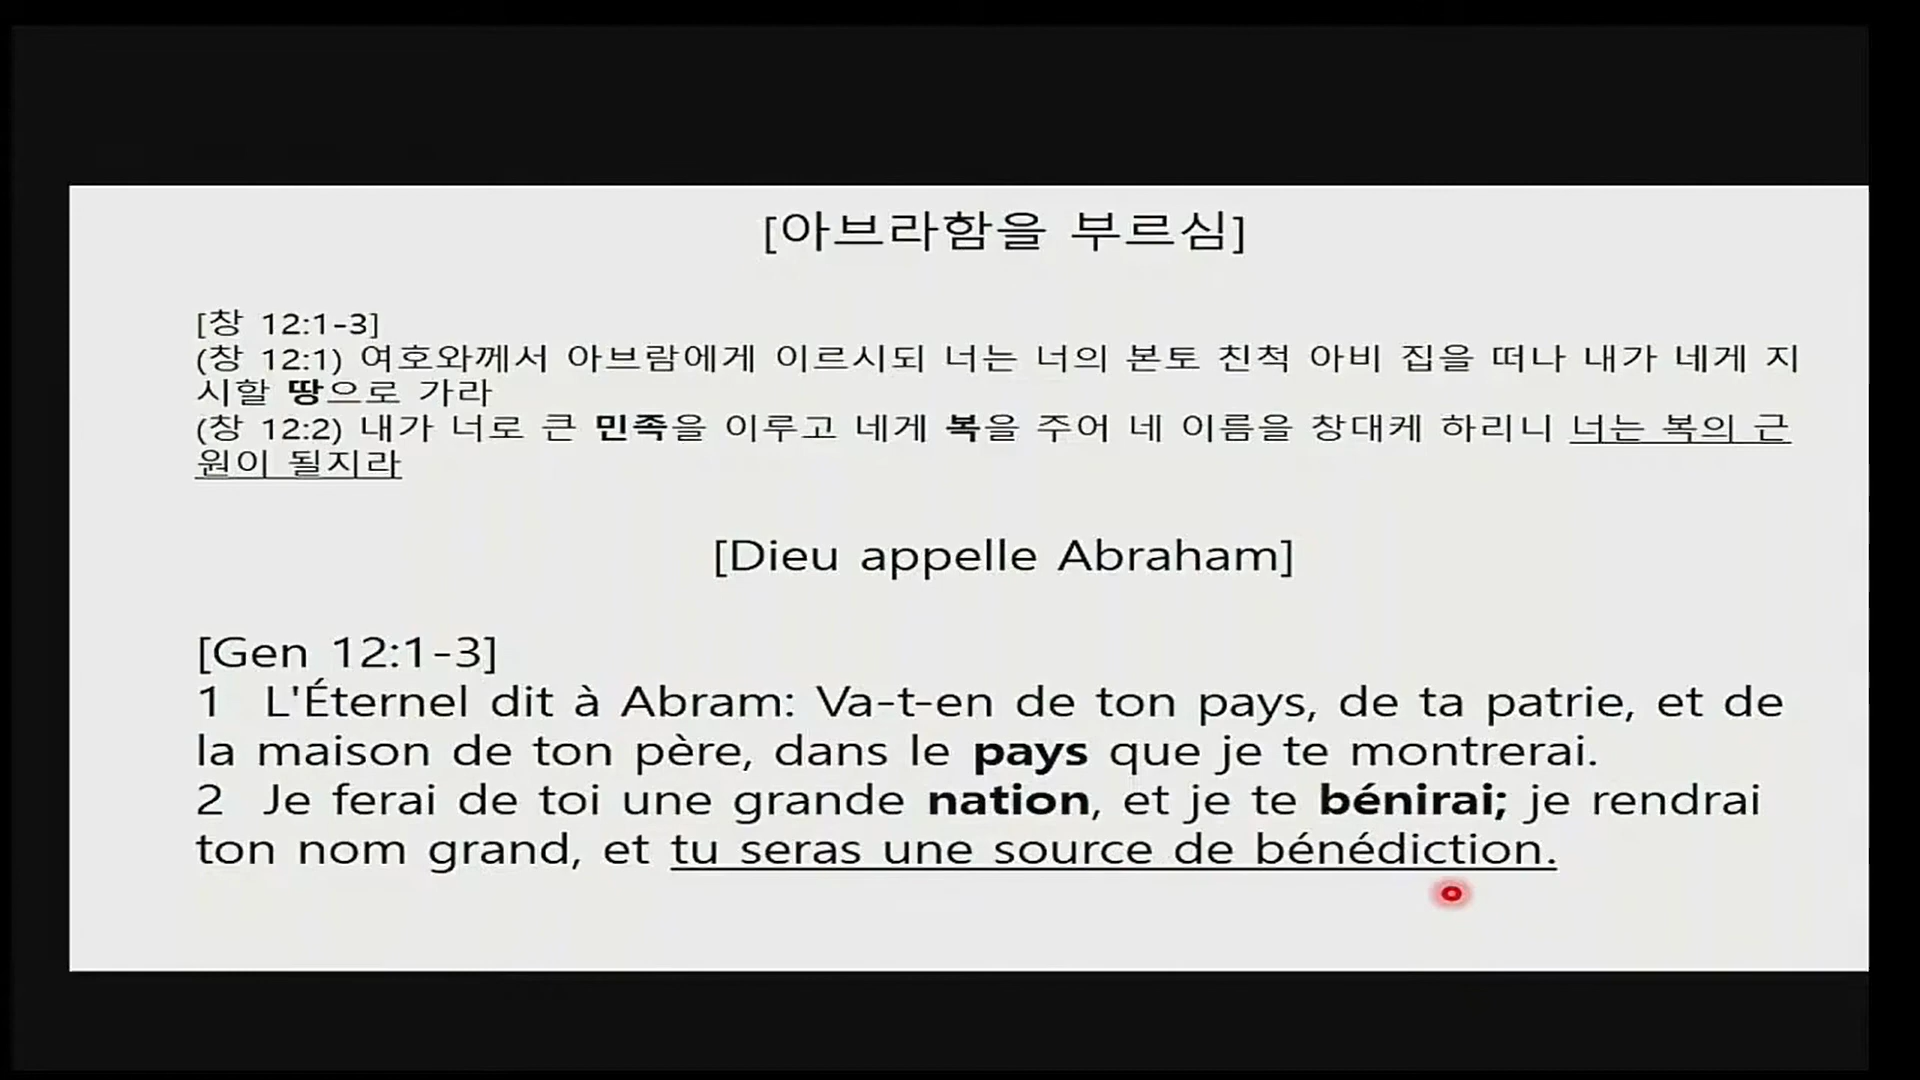 [아브라함을 부르심]
[창 12:1-3]
(창 12:1) 여호와께서 아브람에게 이르시되 너는 너의 본토 친척 아비 집을 떠나 내가 네게 지
시할 땅으로 가라
(창 12:2) 내가 너로 큰 민족을 이루고 네게 복을 주어 네 이름을 창대케 하리니 너는 복의 근
원이 될지라
[Dieu appelle Abraham]
[Gen 12:1-3]
1 L'Éternel dit à Abram: Va-t-en de ton pays, de ta patrie, et de
la maison de ton père, dans le pays que je te montrerai.
2 Je ferai de toi une grande nation, et je te bénirai; je rendrai
ton nom grand, et tu seras une source de bénédiction.